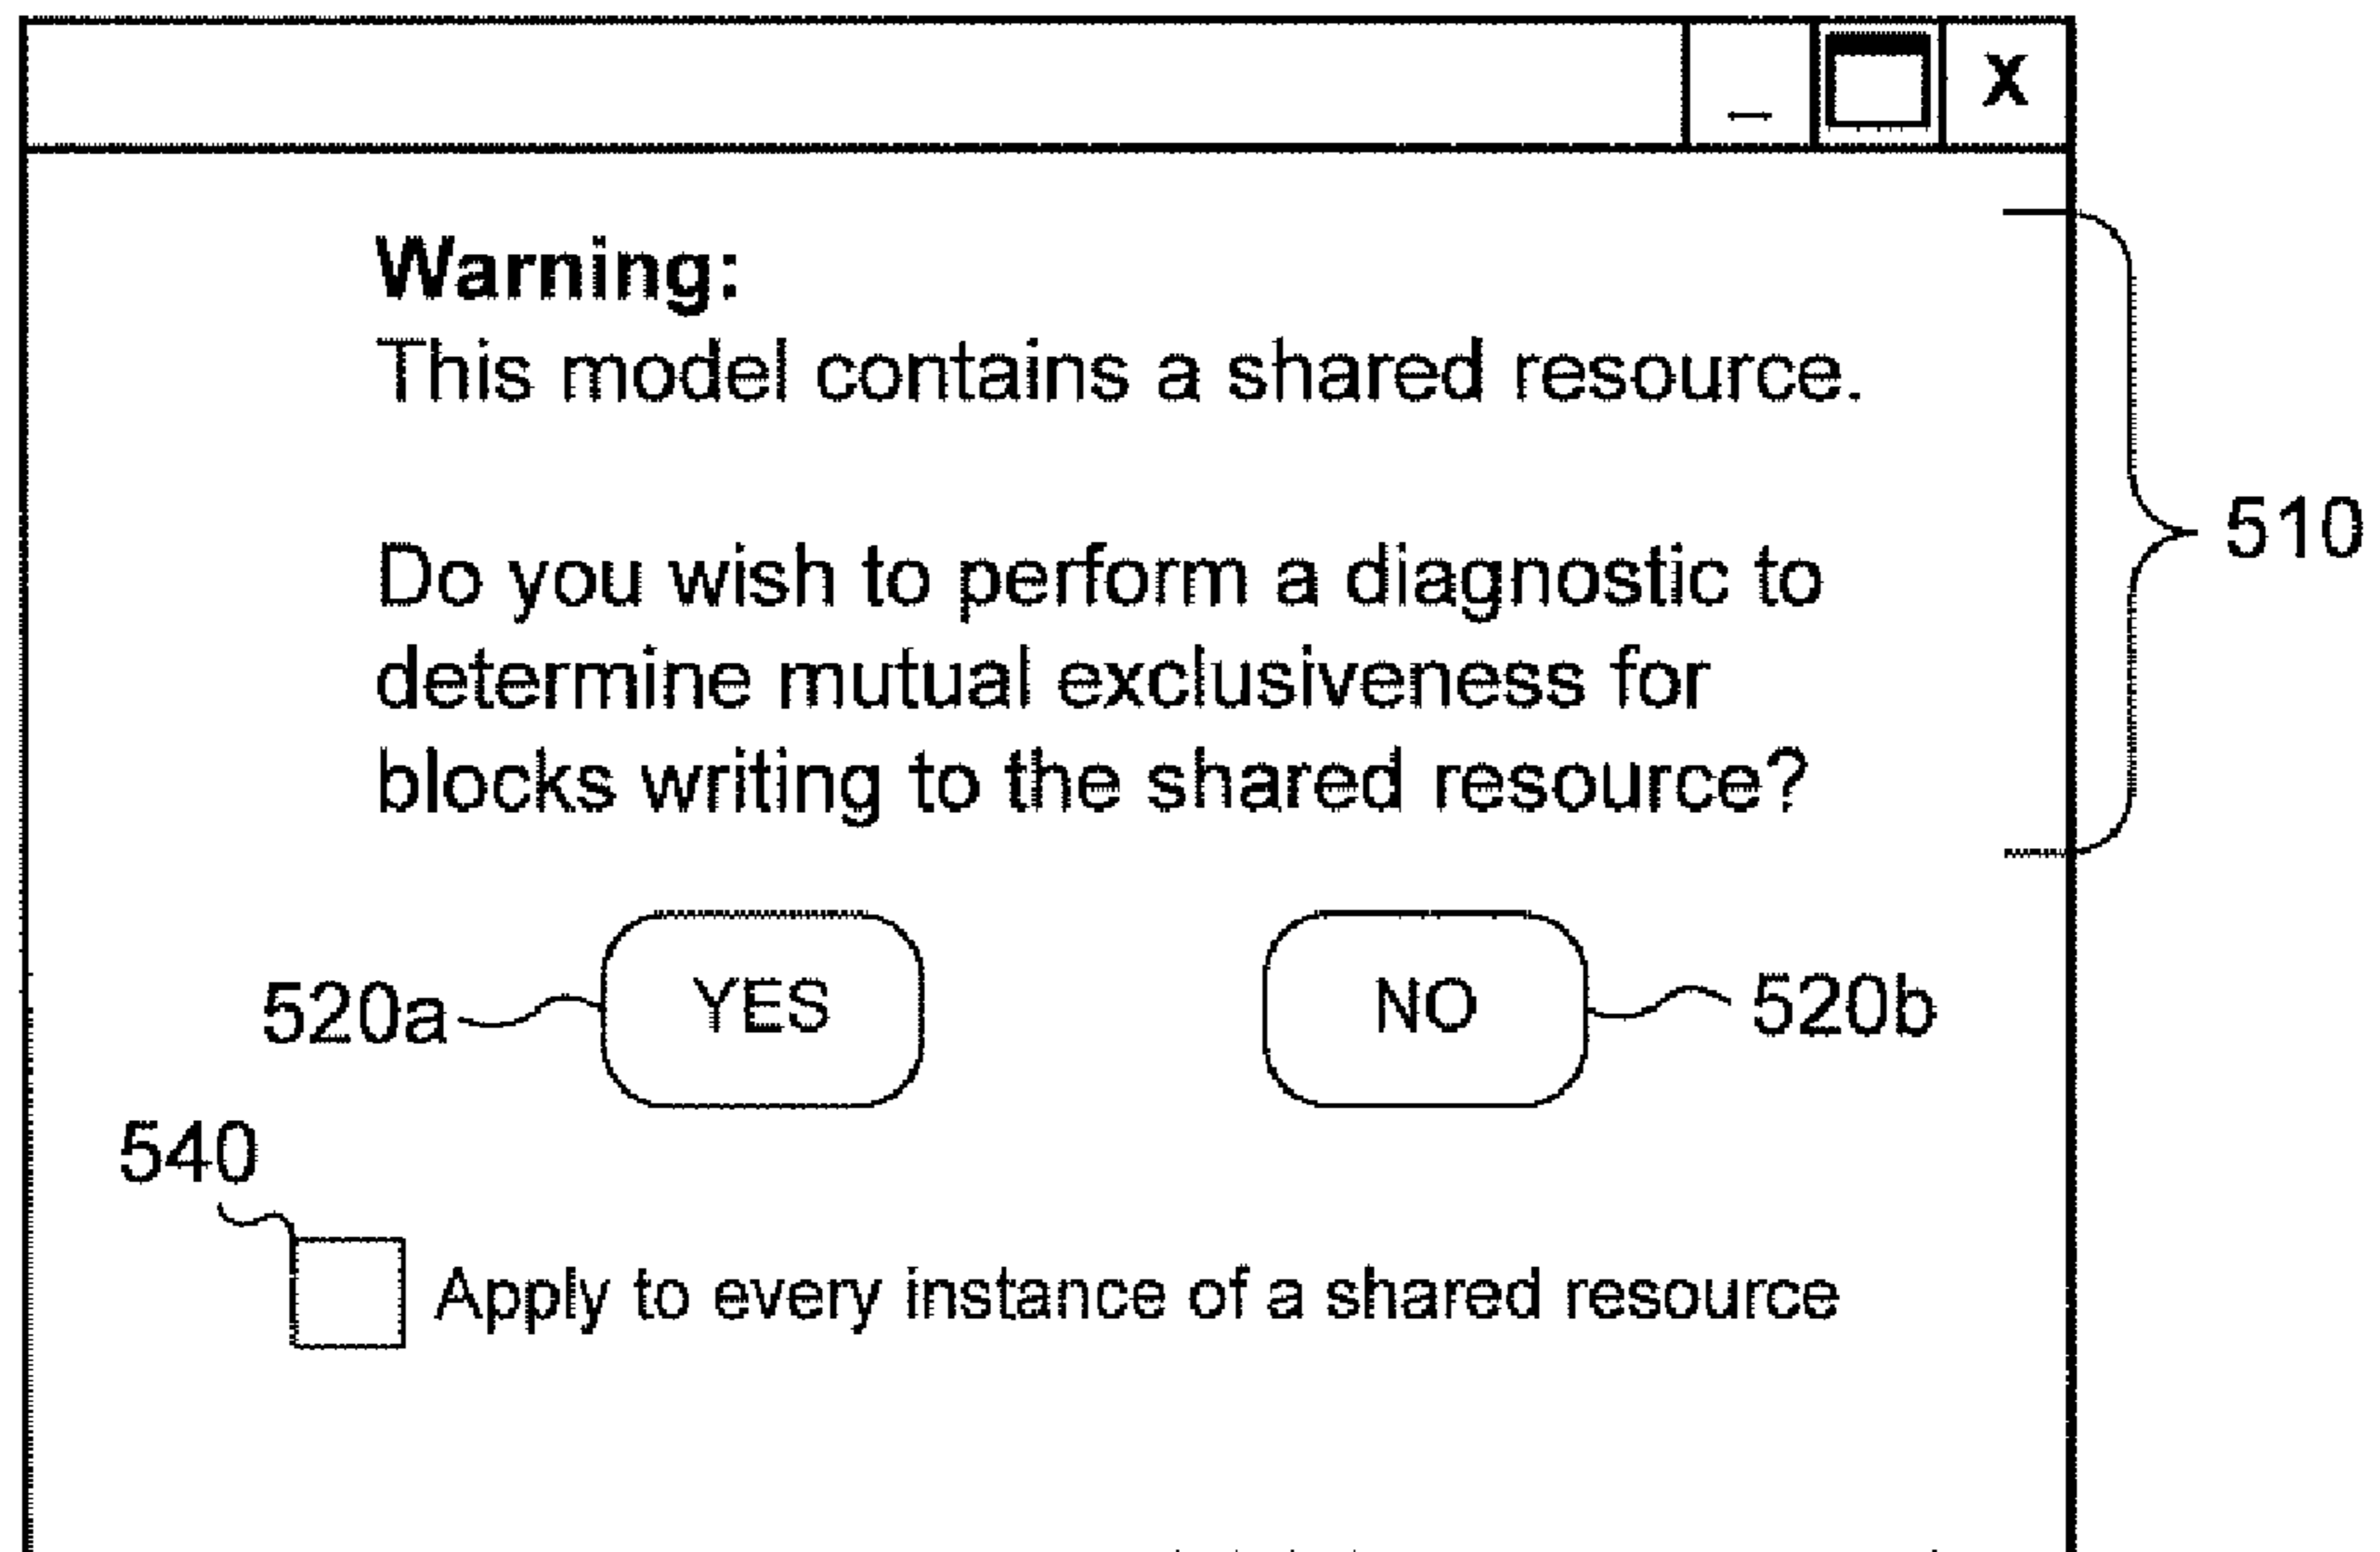 _ X
Warning:
This model contains a shared resource.
510
Do you wish to perform a diagnostic to
determine mutual exclusiveness for
blocks writing to the shared resource?
520a YES NO 520b
540
Apply to every instance of a shared resource